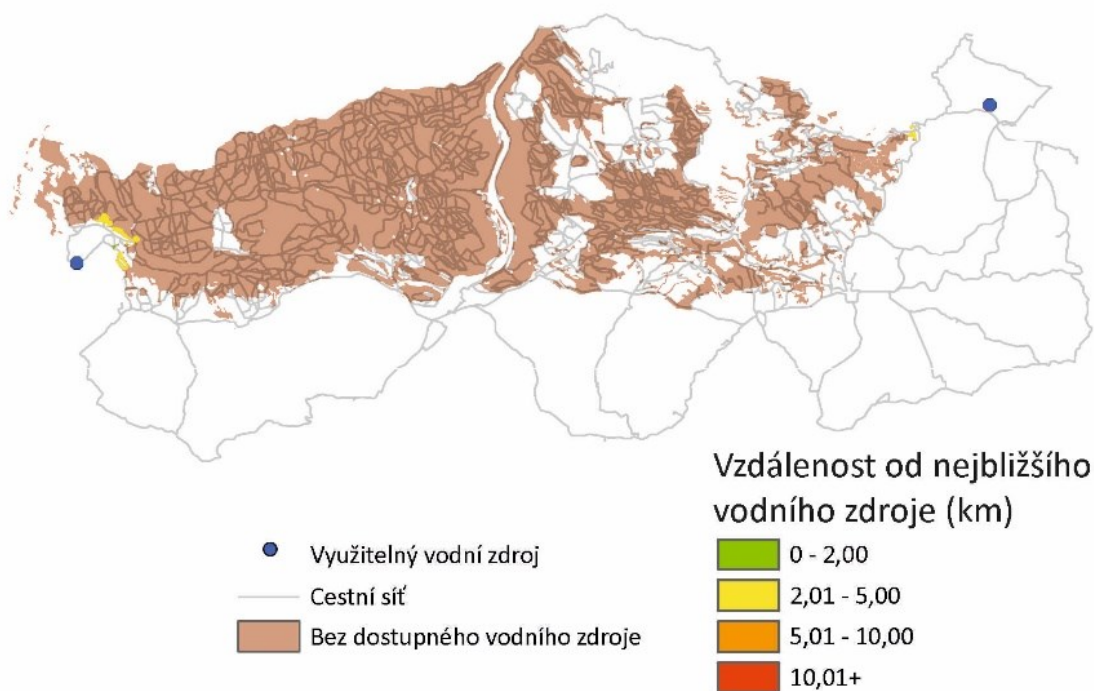 Vzdálenost od nejbližšího
vodního zdroje (km)
Využitelný vodní zdroj
Cestní síť
Bez dostupného vodního zdroje
0 - 2,00
2,01 - 5,00
5,01 - 10,00
10,01+